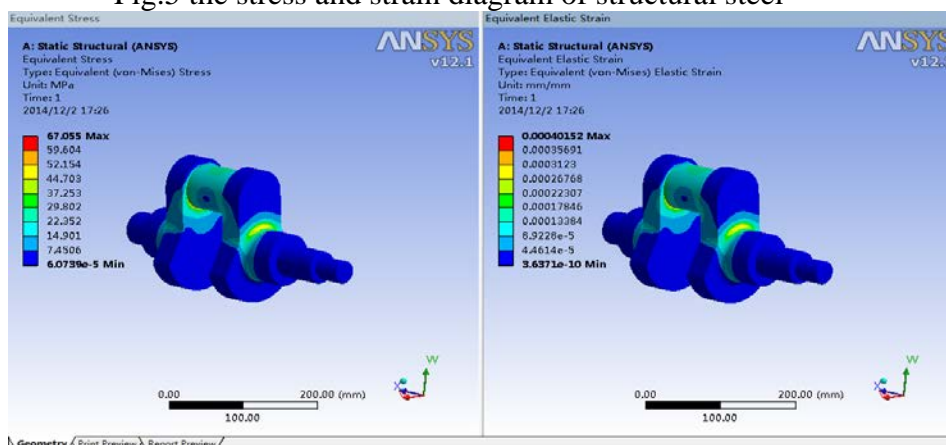 Fig.5 the stress and strain diagram of structural steel
Equivalent Stress
A: Static Structural (ANSYS)
Equivalent Stress
Type: Equivalent (von-Mises) Stress
Unit: MPa
Time: 1
2014/12/2 17:26
ANSYS
v12.1
67.055 Max
59.604
52.154
44.703
37.253
29.802
22.352
14.901
7.4506
6.0739e-5 Min
0.00
200.00 (mm)
100.00
Equivalent Elastic Strain
A: Static Structural (ANSYS)
Equivalent Elastic Strain
Type: Equivalent (von-Mises) Elastic Strain
Unit: mm/mm
Time: 1
2014/12/2 17:26
ANSYS
v12.
0.00040152 Max
0.00035691
0.0003123
0.00026768
0.00022307
0.00017846
0.00013384
8.9228e-5
4.4614e-5
3.6371e-10 Min
0.00
200.00 (mm)
100.00
Geometry Print Preview Report Preview